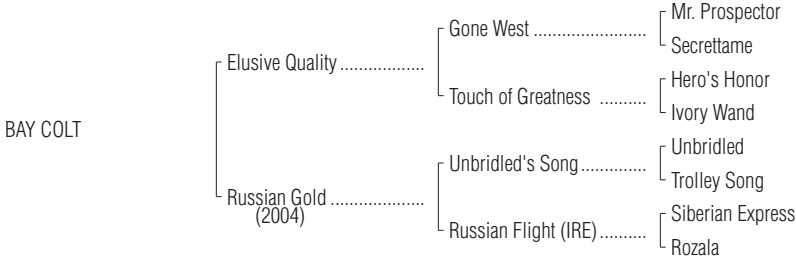 Mr. Prospector
Gone West .......................
Secrettame
Elusive Quality .................
Hero's Honor
Touch of Greatness ..........
Ivory Wand
BAY COLT
Unbridled
Unbridled's Song..............
Trolley Song
Russian Gold ...................
(2004)
Siberian Express
Russian Flight (IRE)..........
Rozala